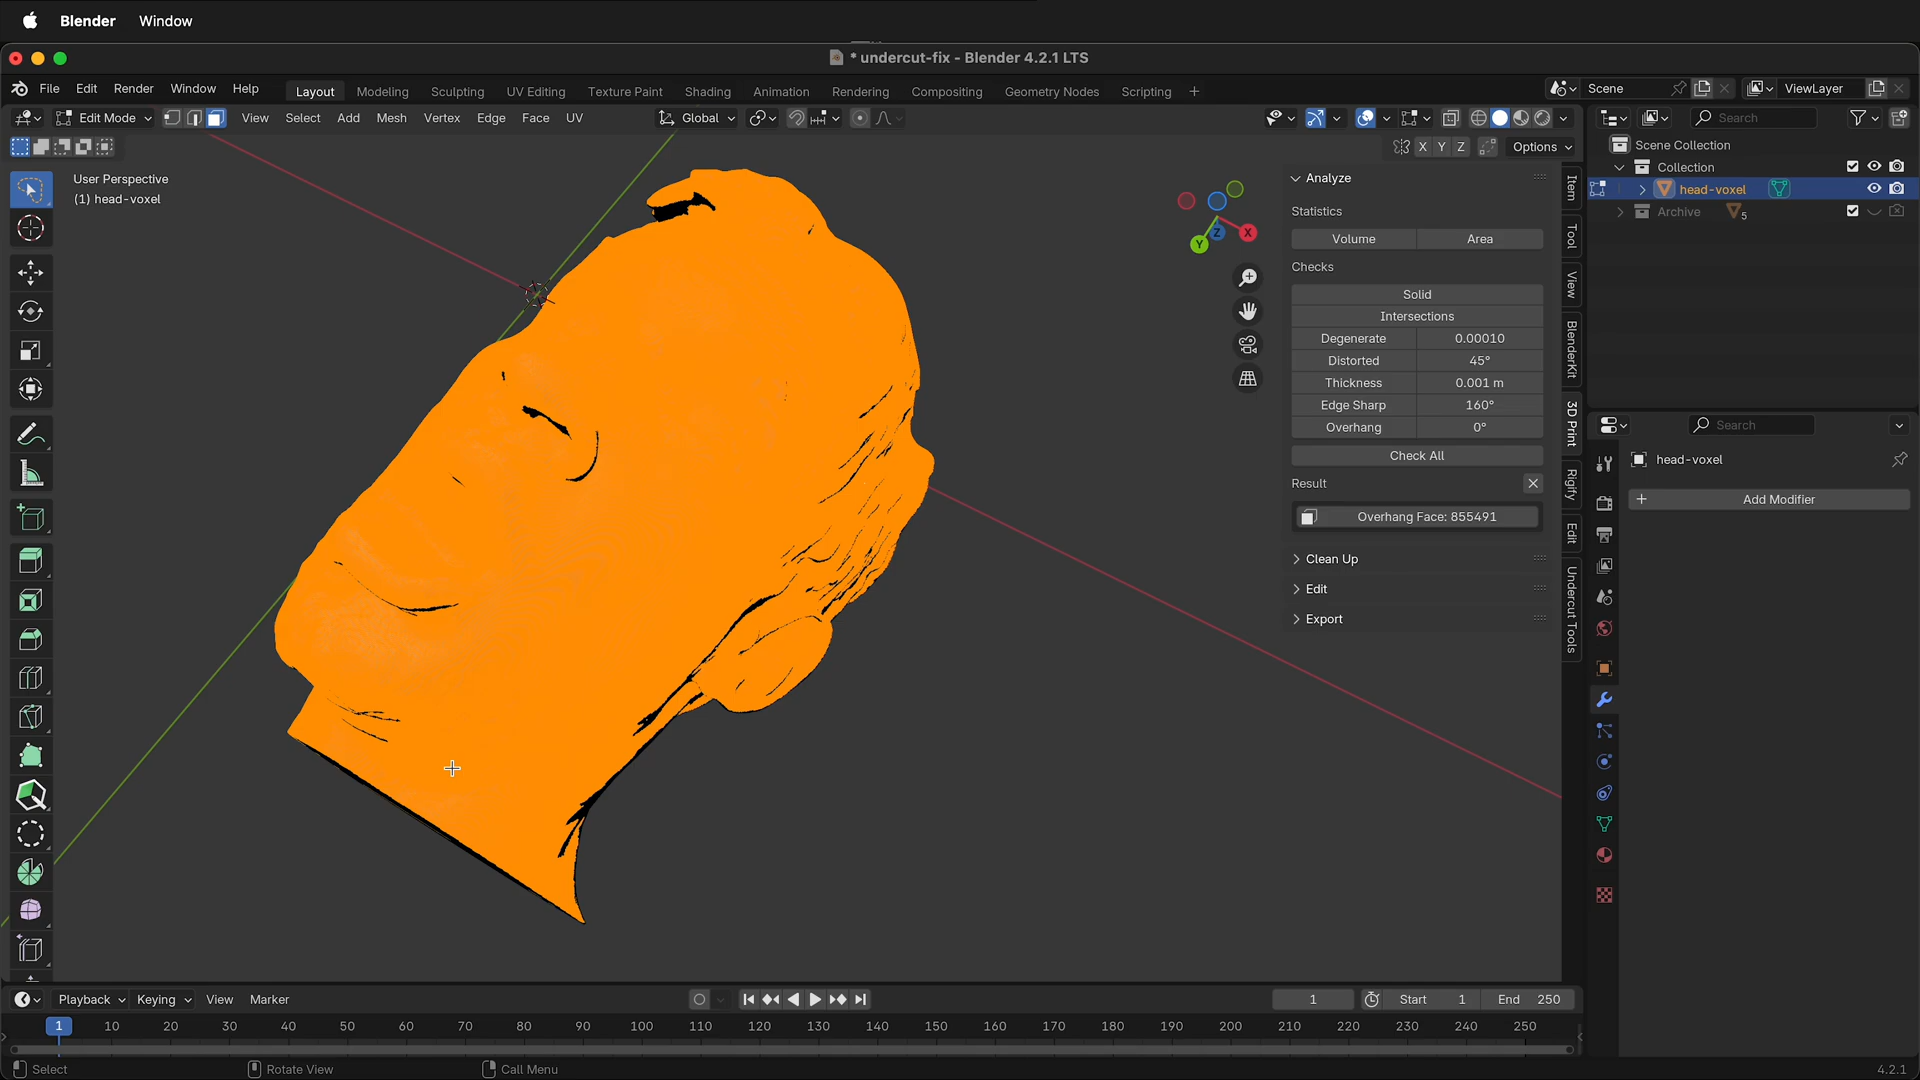 Blender Window
* undercut-fix - Blender 4.2.1 LTS
File Edit Render Window Help Layout Modeling Sculpting UV Editing Texture Paint Shading Animation Rendering Compositing Geometry Nodes Scripting + Scene ViewLayer
Edit Mode View Select Add Mesh Vertex Edge Face UV Global Search
X Y Z Options
Scene Collection
Collection
head-voxel
Archive 5
User Perspective
(1) head-voxel
X
Y
Z
Analyze
Statistics
Volume Area
Checks
Solid
Intersections
Degenerate 0.00010
Distorted 45°
Thickness 0.001 m
Edge Sharp 160°
Overhang 0°
Check All
Result
Overhang Face: 855491
Clean Up
Edit
Export
Item
Tool
View
BlenderKit
3D Print
Rigify
Edit
Undercut Tools
Search
head-voxel
+ Add Modifier
Playback Keying View Marker 1 Start 1 End 250
1 10 20 30 40 50 60 70 80 90 100 110 120 130 140 150 160 170 180 190 200 210 220 230 240 250
Select Rotate View Call Menu 4.2.1